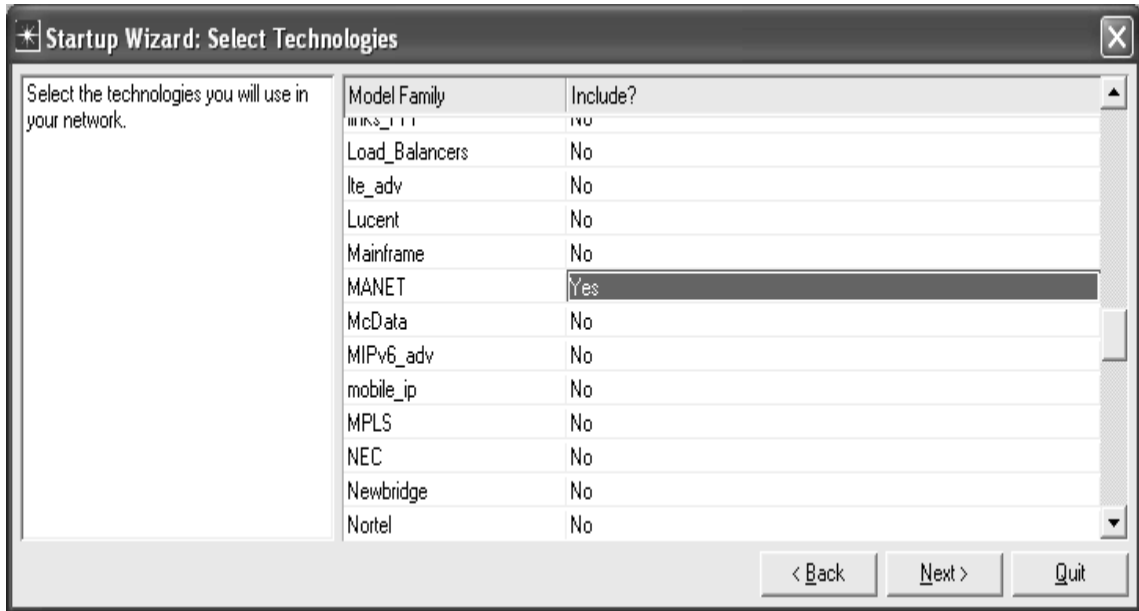 Startup Wizard: Select Technologies
Select the technologies you will use in
your network.
Model Family Include?
No
Load_Balancers No
lte_adv No
Lucent No
Mainframe No
MANET Yes
McData No
MIPv6_adv No
mobile_ip No
MPLS No
NEC No
Newbridge No
Nortel No
< Back Next > Quit